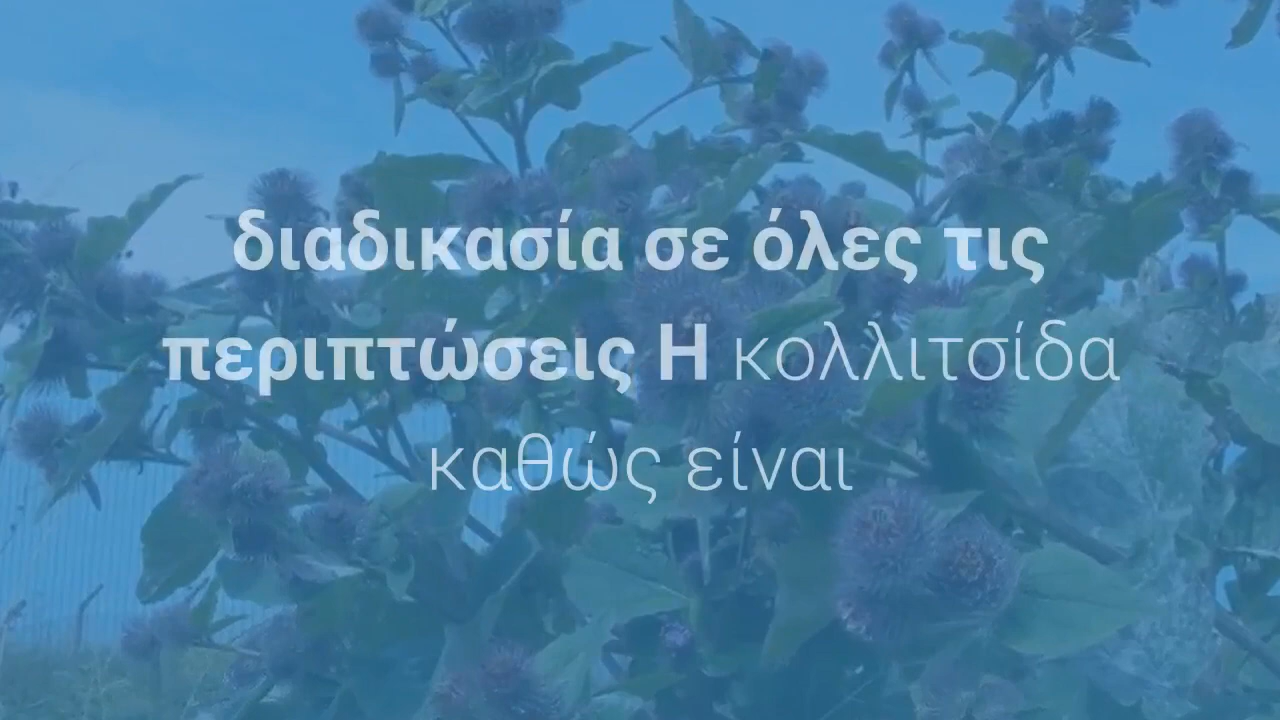 διαδικασία σε όλες τις
περιπτώσεις Η κολλιτσίδα
καθώς είναι